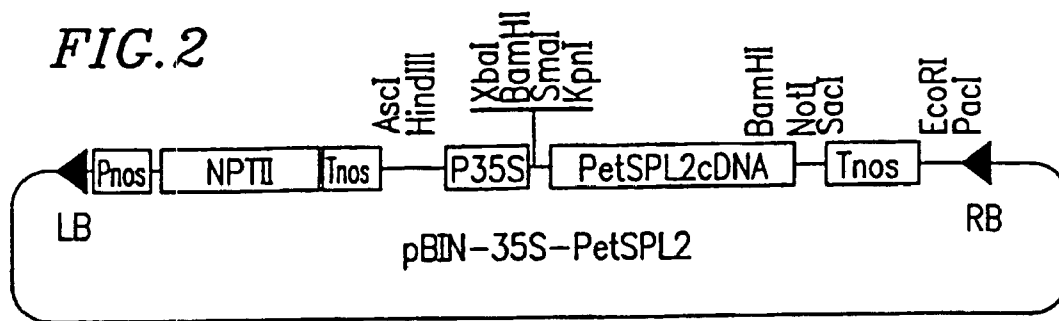 FIG.2
AscI
HindIII
XbaI
BamHI
SmaI
KpnI
BamHI
NotI
SacI
EcoRI
PacI
Pnos NPTII Tnos P35S PetSPL2cDNA Tnos
LB RB
pBIN-35S-PetSPL2